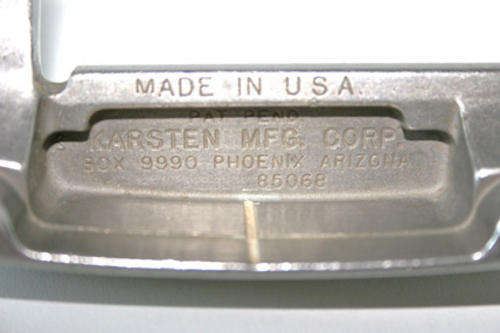 MADE IN U.S.A.
PAT. PEND.
KARSTEN MFG. CORP.
BOX 9990 PHOENIX ARIZONA
85068